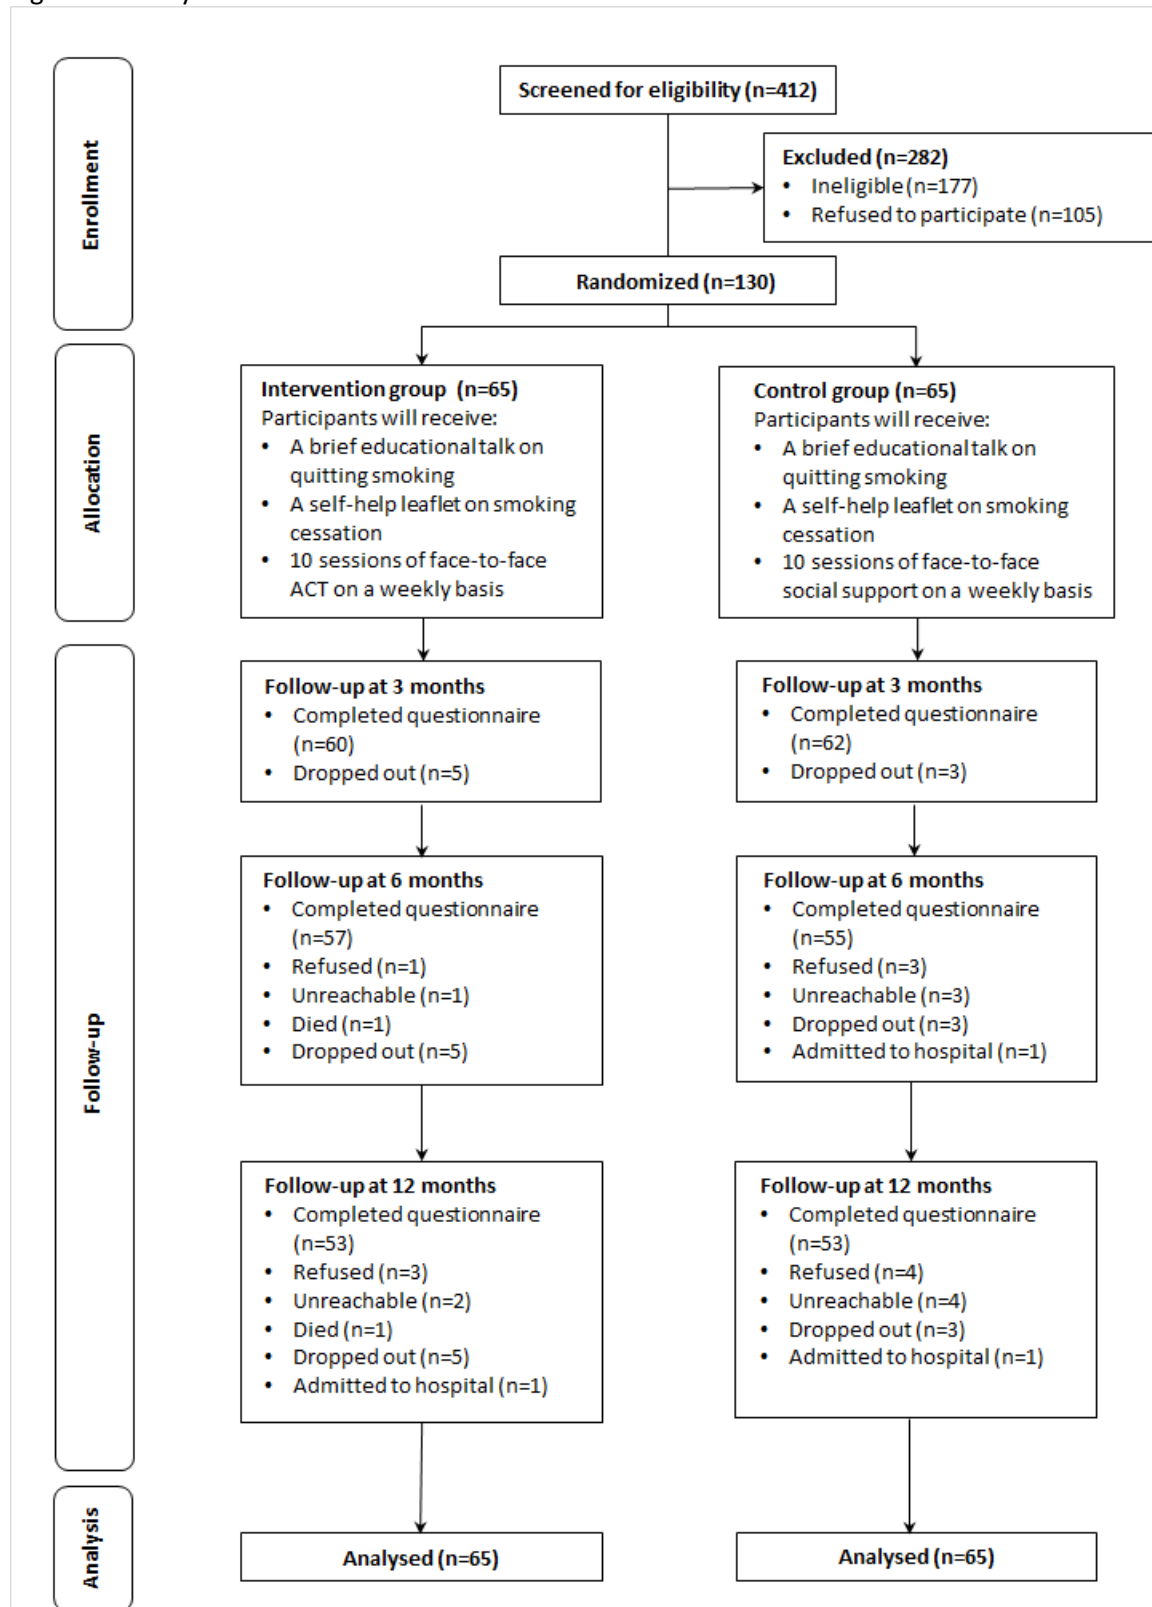 Enrollment
Screened for eligibility (n=412)
Excluded (n=282)
• Ineligible (n=177)
• Refused to participate (n=105)
Randomized (n=130)
Allocation
Intervention group (n=65)
Participants will receive:
• A brief educational talk on
quitting smoking
• A self-help leaflet on smoking
cessation
• 10 sessions of face-to-face
ACT on a weekly basis
Control group (n=65)
Participants will receive:
• A brief educational talk on
quitting smoking
• A self-help leaflet on smoking
cessation
• 10 sessions of face-to-face
social support on a weekly basis
Follow-up
Follow-up at 3 months
• Completed questionnaire
(n=60)
• Dropped out (n=5)
Follow-up at 3 months
• Completed questionnaire
(n=62)
• Dropped out (n=3)
Follow-up at 6 months
• Completed questionnaire
(n=57)
• Refused (n=1)
• Unreachable (n=1)
• Died (n=1)
• Dropped out (n=5)
Follow-up at 6 months
• Completed questionnaire
(n=55)
• Refused (n=3)
• Unreachable (n=3)
• Dropped out (n=3)
• Admitted to hospital (n=1)
Follow-up at 12 months
• Completed questionnaire
(n=53)
• Refused (n=3)
• Unreachable (n=2)
• Died (n=1)
• Dropped out (n=5)
• Admitted to hospital (n=1)
Follow-up at 12 months
• Completed questionnaire
(n=53)
• Refused (n=4)
• Unreachable (n=4)
• Dropped out (n=3)
• Admitted to hospital (n=1)
Analysis
Analysed (n=65)
Analysed (n=65)